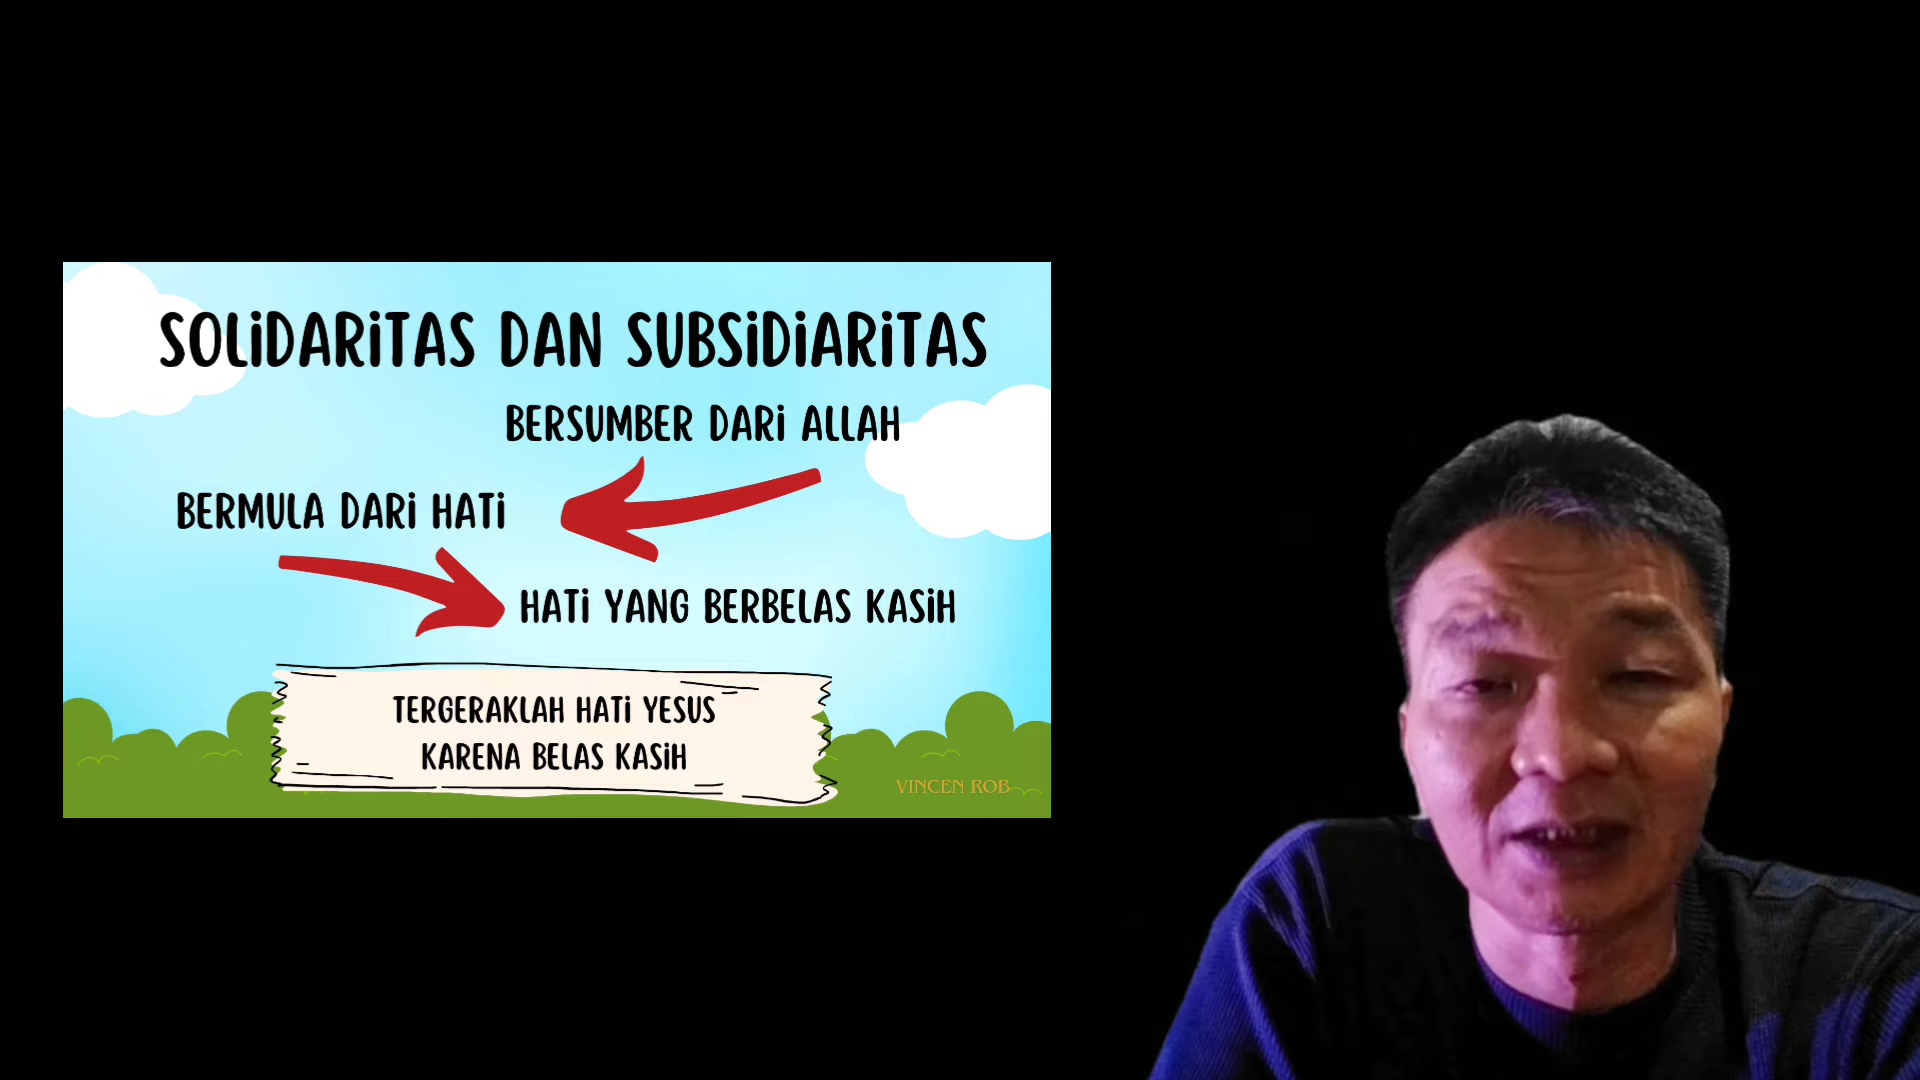 SOLiDARiTAS DAN SUBSiDiARiTAS
BERSUMBER DARi ALLAH
BERMULA DARi HATi
HATi YANG BERBELAS KASiH
TERGERAKLAH HATi YESUS
KARENA BELAS KASiH
VINCEN ROB